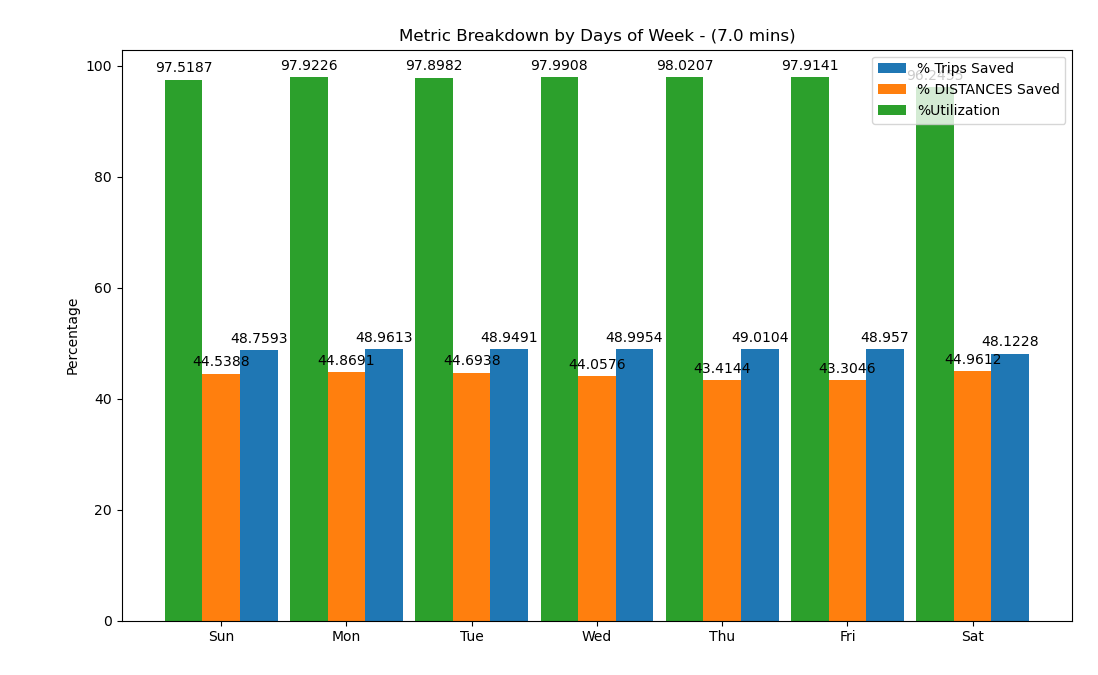 Metric Breakdown by Days of Week - (7.0 mins)
% Trips Saved
% DISTANCES Saved
%Utilization
Percentage
100
80
60
40
20
0
97.5187
97.9226
97.8982
97.9908
98.0207
97.9141
44.5388
48.7593
44.8691
48.9613
44.6938
48.9491
44.0576
48.9954
43.4144
49.0104
43.3046
48.957
44.9612
48.1228
Sun
Mon
Tue
Wed
Thu
Fri
Sat